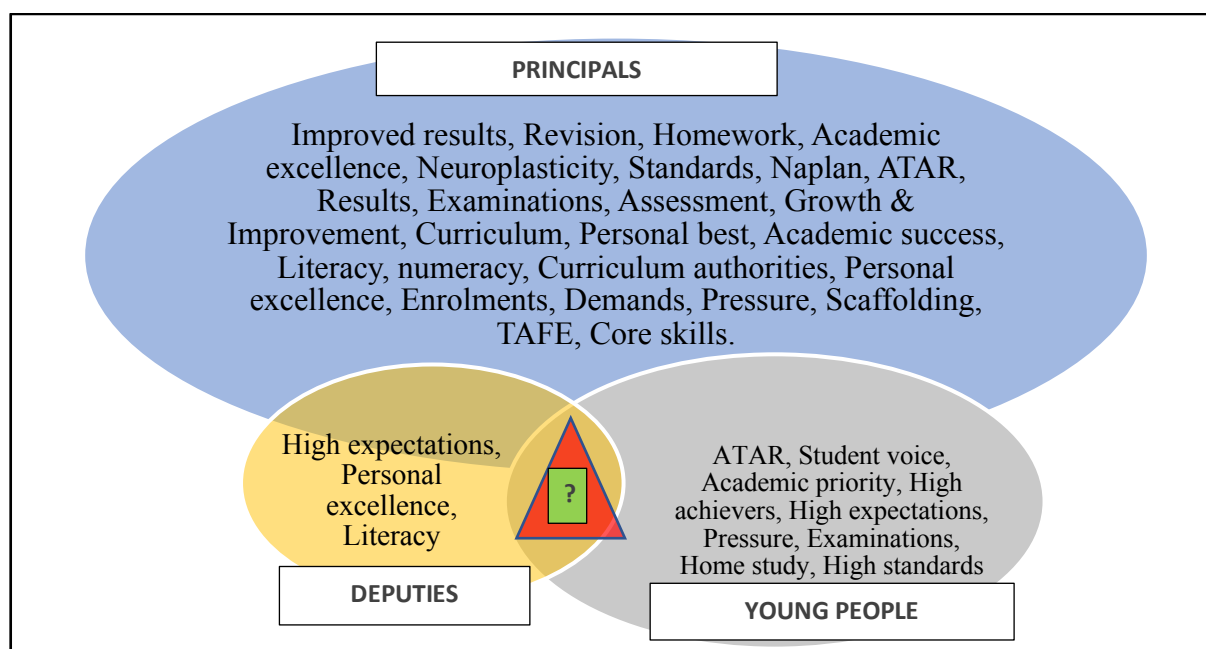 PRINCIPALS
Improved results, Revision, Homework, Academic
excellence, Neuroplasticity, Standards, Naplan, ATAR,
Results, Examinations, Assessment, Growth &
Improvement, Curriculum, Personal best, Academic success,
Literacy, numeracy, Curriculum authorities, Personal
excellence, Enrolments, Demands, Pressure, Scaffolding,
TAFE, Core skills.
High expectations,
Personal
excellence,
Literacy
?
ATAR, Student voice,
Academic priority, High
achievers, High expectations,
Pressure, Examinations,
Home study, High standards
DEPUTIES
YOUNG PEOPLE